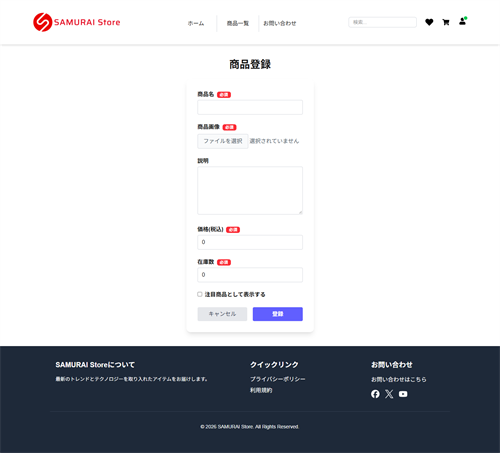 SAMURAI Store
ホーム
商品一覧
お問い合わせ
検索...
商品登録
商品名 必須
商品画像 必須
ファイルを選択 選択されていません
説明
価格(税込) 必須
0
在庫数 必須
0
注目商品として表示する
キャンセル
登録
SAMURAI Storeについて
最新のトレンドとテクノロジーを取り入れたアイテムをお届けします。
クイックリンク
プライバシーポリシー
利用規約
お問い合わせ
お問い合わせはこちら
© 2026 SAMURAI Store. All Rights Reserved.